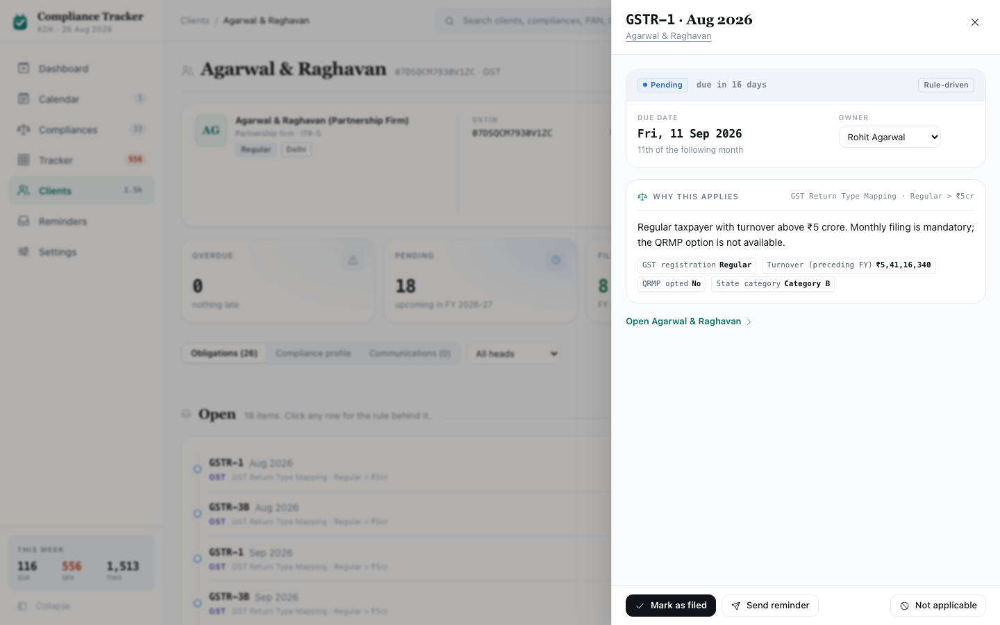 Compliance Tracker
KDK · 26 Aug 2026
Dashboard
Calendar 1
Compliances 33
Tracker 556
Clients 1.5k
Reminders
Settings
THIS WEEK
116 556 1,513
due late filed
Collapse
Clients / Agarwal & Raghavan
Search clients, compliances, PAN,
Agarwal & Raghavan 07DSQCM7930V1ZC · GST
AG
Agarwal & Raghavan (Partnership Firm)
Partnership firm · ITR-5
Regular Delhi
GSTIN
07DSQCM7930V1ZC
OVERDUE
0
nothing late
PENDING
18
upcoming in FY 2026-27
8
FY
Obligations (26) Compliance profile Communications (0) All heads
Open 18 items. Click any row for the rule behind it.
GSTR-1 Aug 2026
GST GST Return Type Mapping · Regular > ₹5cr
GSTR-3B Aug 2026
GST GST Return Type Mapping · Regular > ₹5cr
GSTR-1 Sep 2026
GST GST Return Type Mapping · Regular > ₹5cr
GSTR-3B Sep 2026
GST GST Return Type Mapping · Regular > ₹5cr
GSTR-1 · Aug 2026
Agarwal & Raghavan
Pending due in 16 days Rule-driven
DUE DATE
Fri, 11 Sep 2026
11th of the following month
OWNER
Rohit Agarwal
WHY THIS APPLIES GST Return Type Mapping · Regular > ₹5cr
Regular taxpayer with turnover above ₹5 crore. Monthly filing is mandatory;
the QRMP option is not available.
GST registration Regular Turnover (preceding FY) ₹5,41,16,340
QRMP opted No State category Category B
Open Agarwal & Raghavan
Mark as filed Send reminder Not applicable